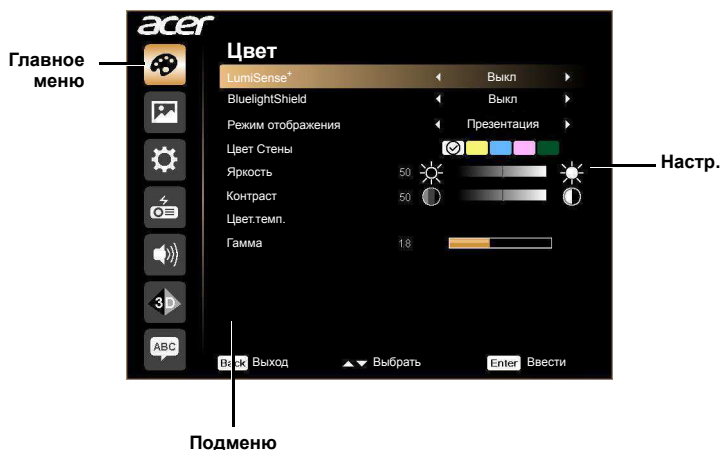 acer
Главное
меню
Цвет
LumiSense+ Выкл
BluelightShield Выкл
Режим отображения Презентация
Цвет Стены
Яркость 50
Настр.
Контраст 50
Цвет.темп.
Гамма 1.8
3D
ABC
Back Выход Выбрать Enter Ввести
Подменю